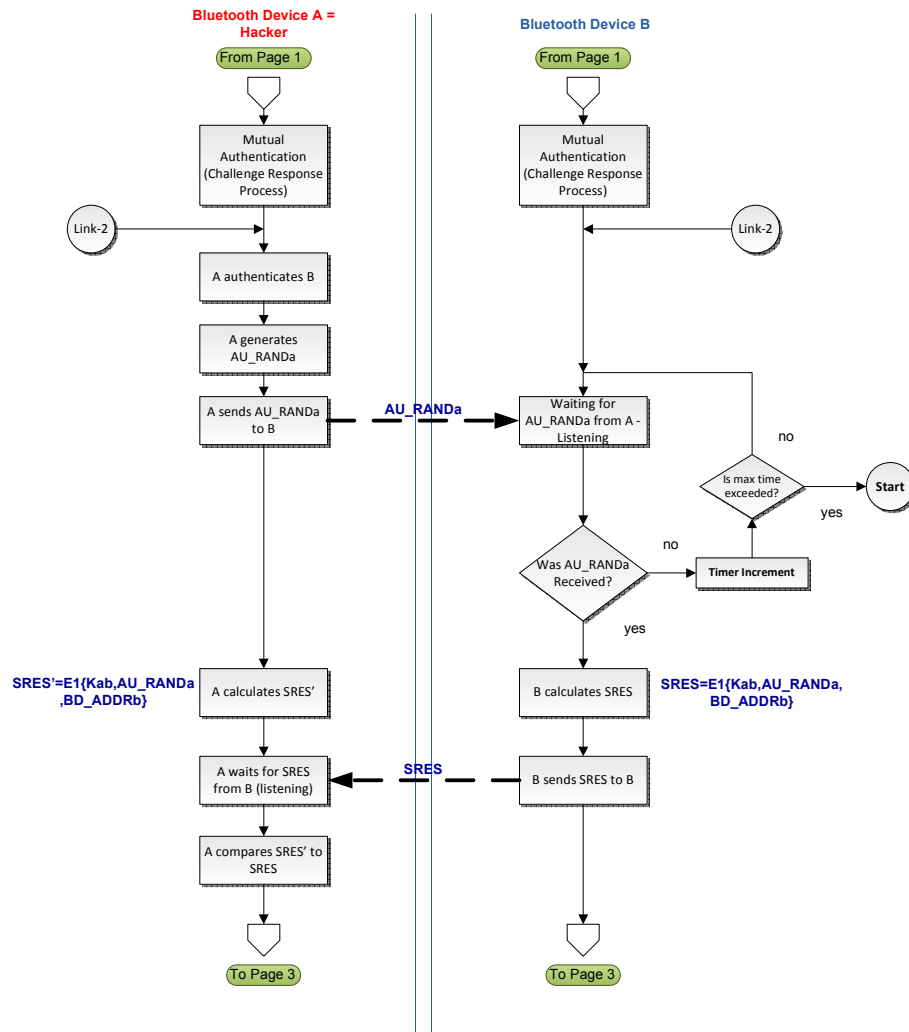 Bluetooth Device A =
Hacker
From Page 1
Mutual
Authentication
(Challenge Response
Process)
Link-2
A authenticates B
A generates
AU_RANDa
A sends AU_RANDa
to B
AU_RANDa
SRES'=E1{Kab,AU_RANDa
,BD_ADDRb}
A calculates SRES'
A waits for SRES
from B (listening)
SRES
A compares SRES' to
SRES
To Page 3
Bluetooth Device B
From Page 1
Mutual
Authentication
(Challenge Response
Process)
Link-2
Waiting for
AU_RANDa from A -
Listening
no
Is max time
exceeded?
Start
yes
Was AU_RANDa
Received?
no
Timer Increment
yes
B calculates SRES
SRES=E1{Kab,AU_RANDa,
BD_ADDRb}
B sends SRES to B
To Page 3